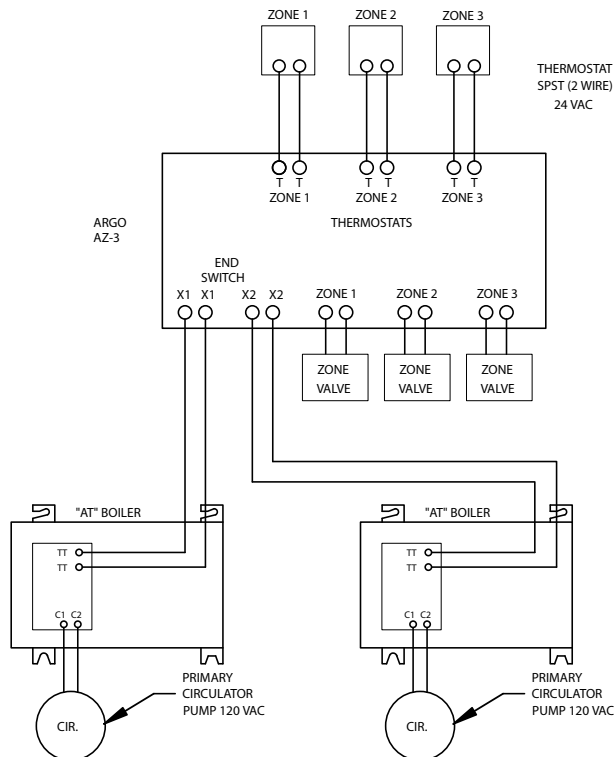 ZONE 1 ZONE 2 ZONE 3
THERMOSTAT
SPST (2 WIRE)
24 VAC
T T T T T T
ZONE 1 ZONE 2 ZONE 3
THERMOSTATS
ARGO
AZ-3
END
SWITCH
X1 X1 X2 X2 ZONE 1 ZONE 2 ZONE 3
ZONE
VALVE
ZONE
VALVE
ZONE
VALVE
"AT" BOILER
TT
TT
C1 C2
CIR.
PRIMARY
CIRCULATOR
PUMP 120 VAC
"AT" BOILER
TT
TT
C1 C2
CIR.
PRIMARY
CIRCULATOR
PUMP 120 VAC